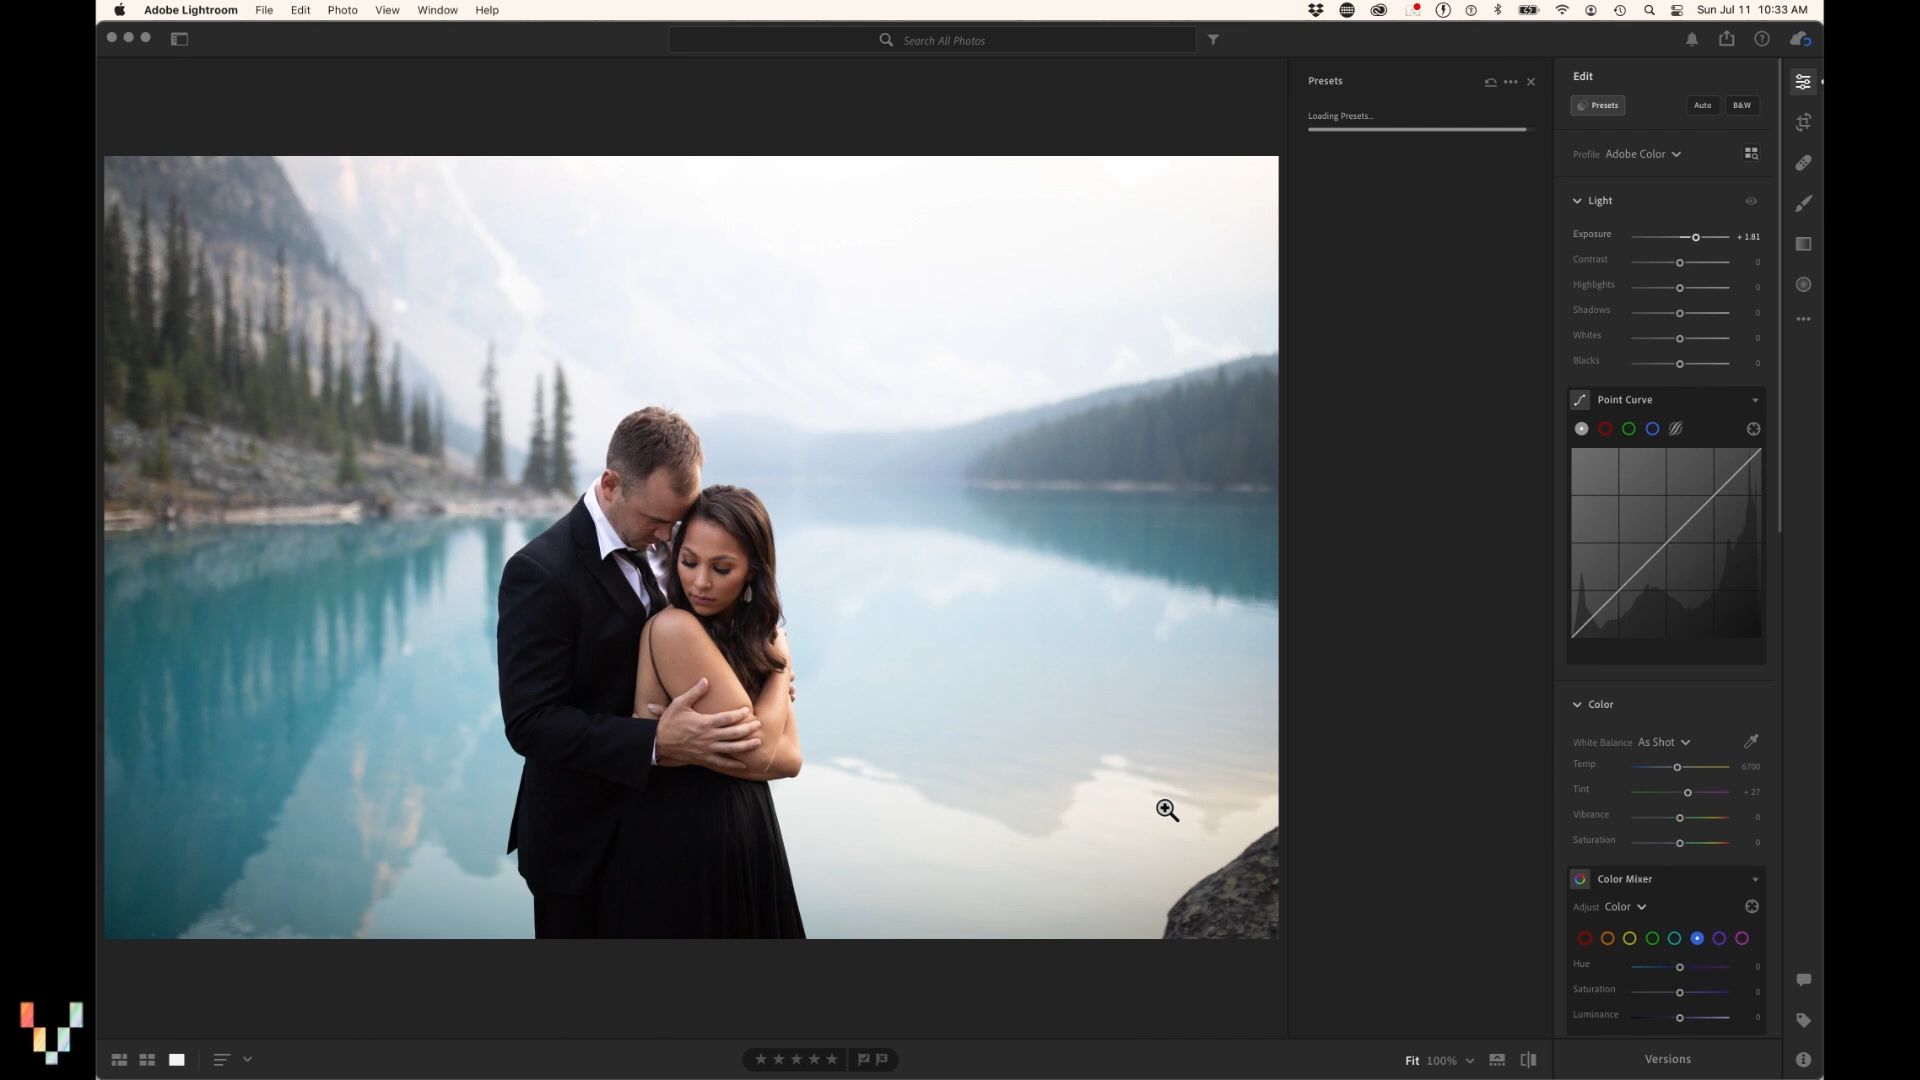 Adobe Lightroom File Edit Photo View Window Help Sun Jul 11 10:33 AM
Search All Photos
Presets
Loading Presets...
Edit
Presets Auto B&W
Profile Adobe Color
Light
Exposure + 1.81
Contrast 0
Highlights 0
Shadows 0
Whites 0
Blacks 0
Point Curve
Color
White Balance As Shot
Temp 6700
Tint + 27
Vibrance 0
Saturation 0
Color Mixer
Adjust Color
Hue 0
Saturation 0
Luminance 0
Fit 100%
Versions